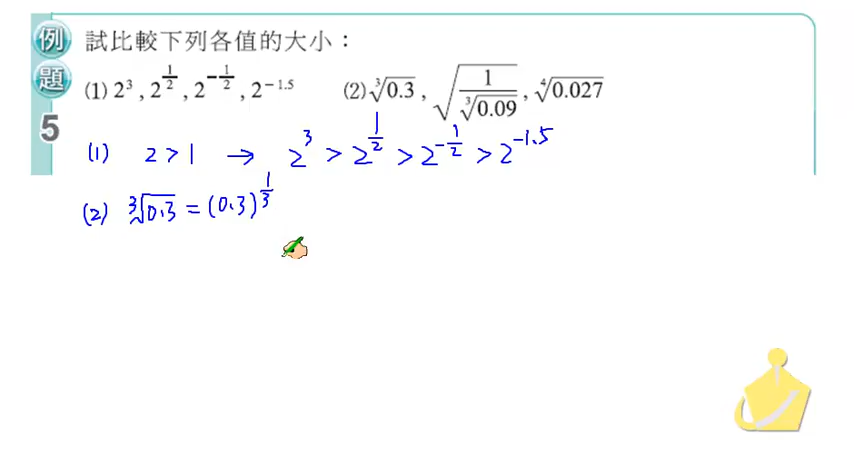 例題5 試比較下列各值的大小：
(1) 2³ , 2^{1/2} , 2^{-1/2} , 2^{-1.5} (2) ∛0.3 , √(1/∛0.09) , ∜0.027
(1) 2 > 1 → 2³ > 2^{1/2} > 2^{-1/2} > 2^{-1.5}
(2) ∛0.3 = (0.3)^{1/3}